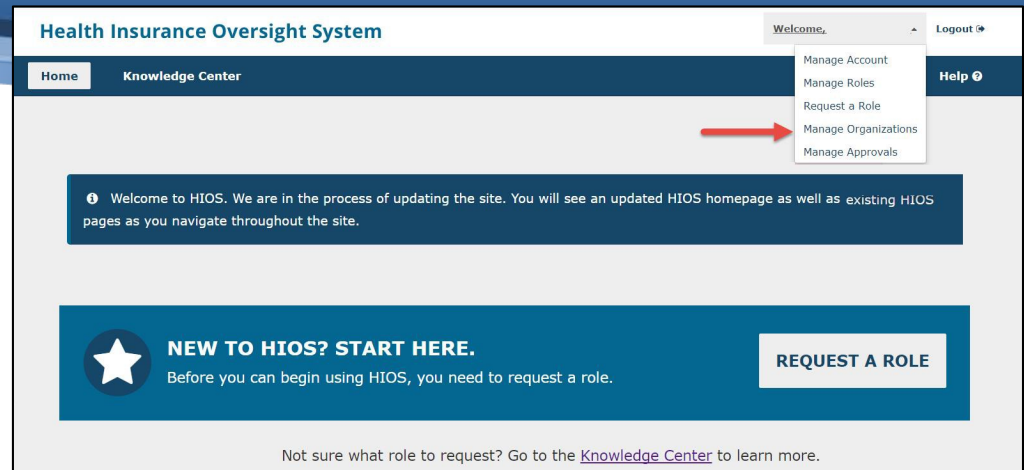 Health Insurance Oversight System
Welcome,
Logout
Manage Account
Manage Roles
Request a Role
Manage Organizations
Manage Approvals
Home
Knowledge Center
Help
Welcome to HIOS. We are in the process of updating the site. You will see an updated HIOS homepage as well as existing HIOS
pages as you navigate throughout the site.
NEW TO HIOS? START HERE.
Before you can begin using HIOS, you need to request a role.
REQUEST A ROLE
Not sure what role to request? Go to the Knowledge Center to learn more.